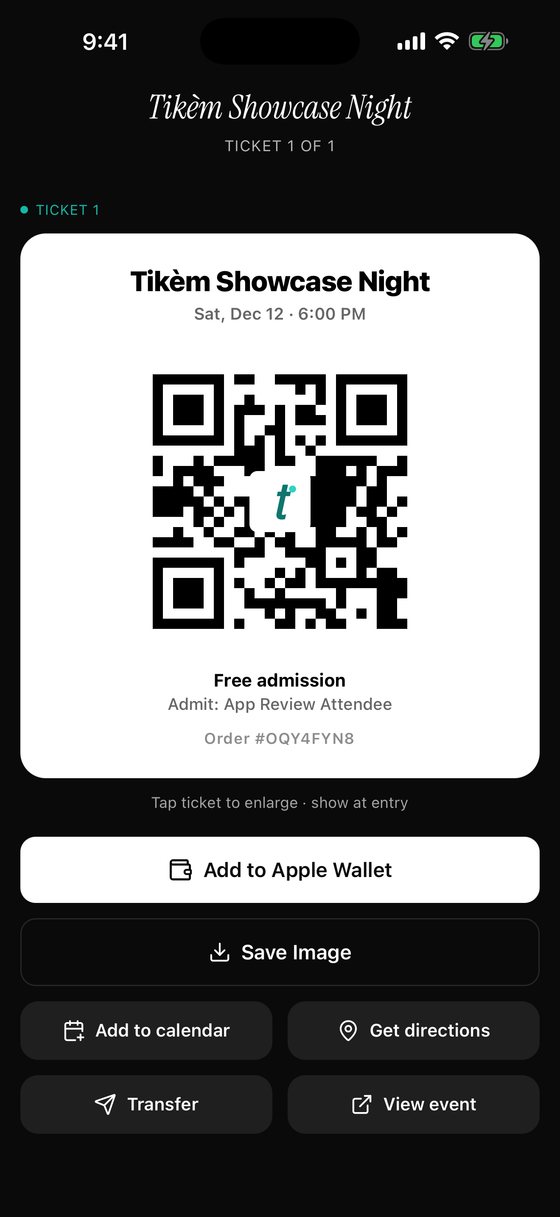 9:41
Tikèm Showcase Night
TICKET 1 OF 1
TICKET 1
Tikèm Showcase Night
Sat, Dec 12 · 6:00 PM
t
Free admission
Admit: App Review Attendee
Order #OQY4FYN8
Tap ticket to enlarge · show at entry
Add to Apple Wallet
Save Image
Add to calendar
Get directions
Transfer
View event